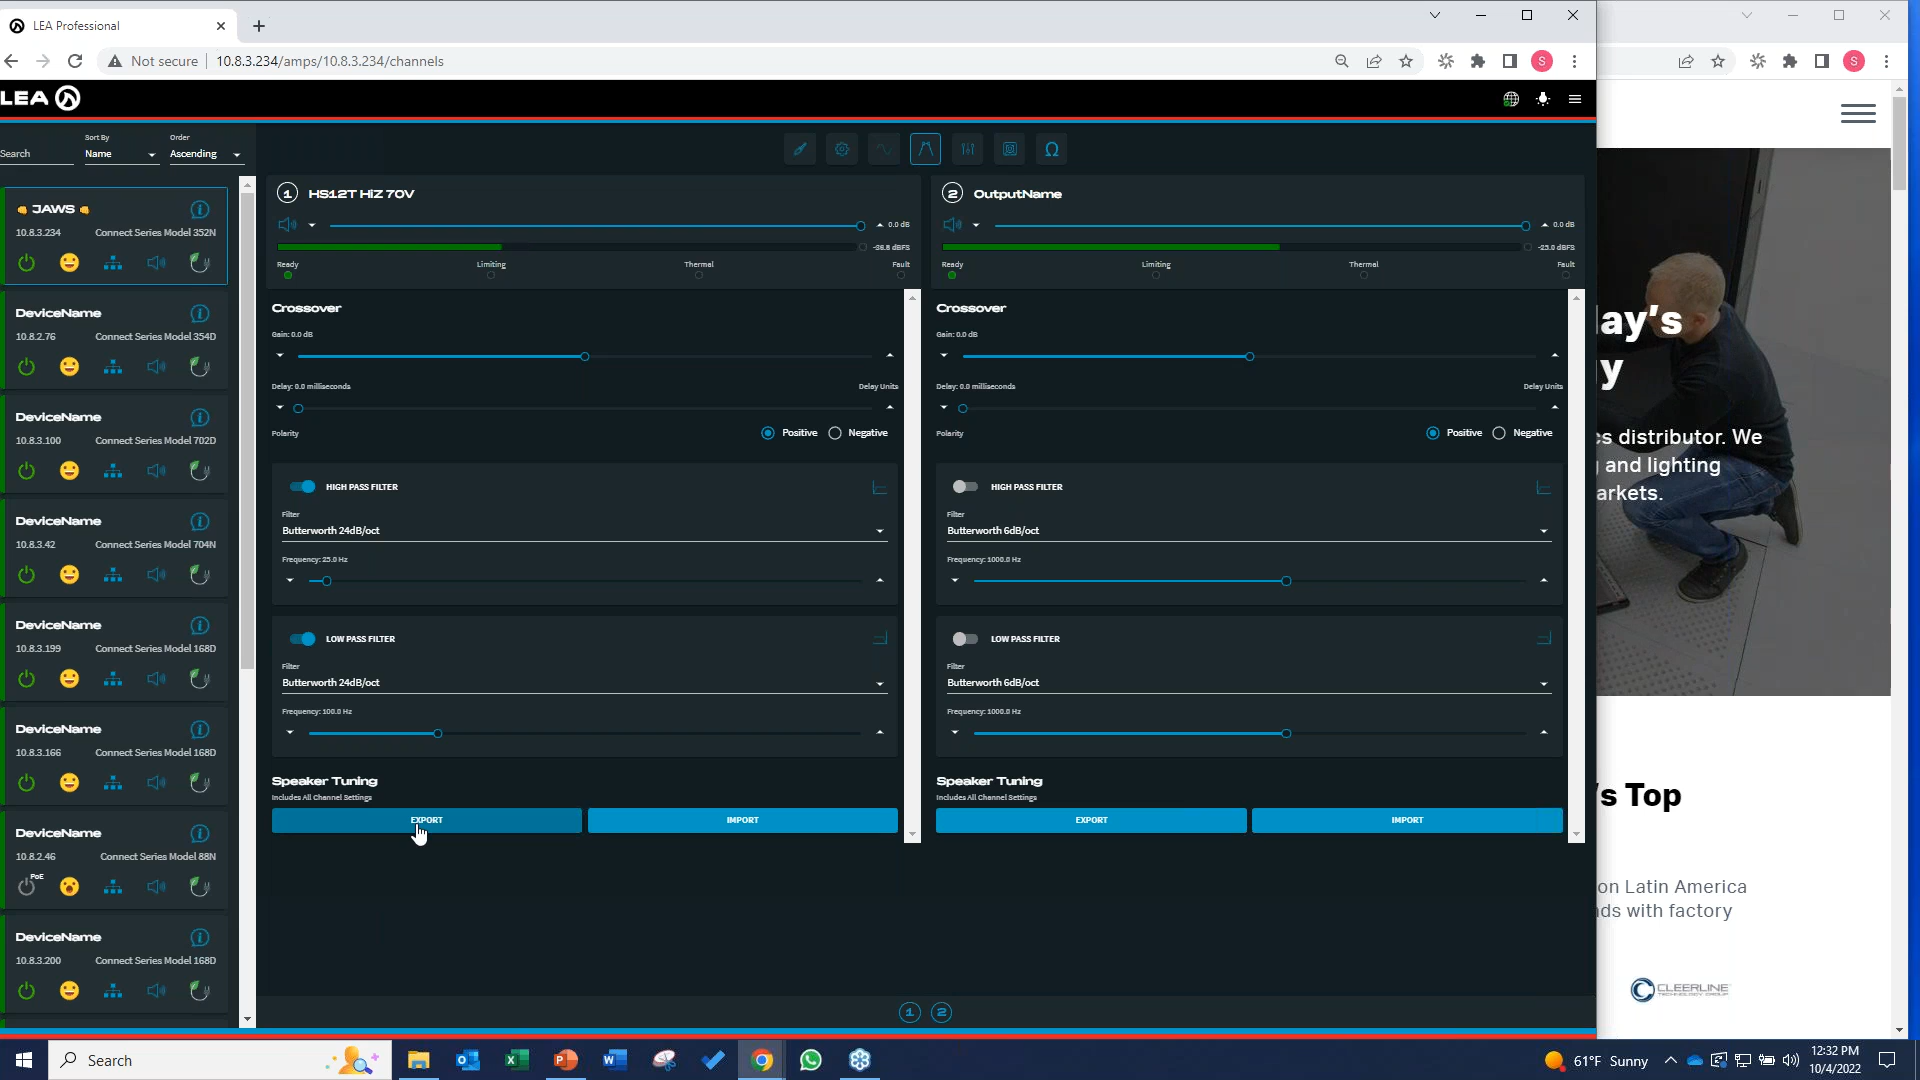 LEA Professional
Not secure
10.8.3.234/amps/10.8.3.234/channels
S
S
LEA
Search
Sort By
Name
Order
Ascending
JAWS
10.8.3.234 Connect Series Model 352N
DeviceName
10.8.2.76 Connect Series Model 354D
DeviceName
10.8.3.100 Connect Series Model 702D
DeviceName
10.8.3.42 Connect Series Model 704N
DeviceName
10.8.3.199 Connect Series Model 168D
DeviceName
10.8.3.166 Connect Series Model 168D
DeviceName
10.8.2.46 Connect Series Model 88N
PoE
DeviceName
10.8.3.200 Connect Series Model 168D
1 HS12T HiZ 70V
0.0 dB
-36.8 dBFS
Ready Limiting Thermal Fault
Crossover
Gain: 0.0 dB
Delay: 0.0 milliseconds Delay Units
Polarity Positive Negative
HIGH PASS FILTER
Filter
Butterworth 24dB/oct
Frequency: 25.0 Hz
LOW PASS FILTER
Filter
Butterworth 24dB/oct
Frequency: 100.0 Hz
Speaker Tuning
Includes All Channel Settings
EXPORT IMPORT
2 OutputName
0.0 dB
-23.0 dBFS
Ready Limiting Thermal Fault
Crossover
Gain: 0.0 dB
Delay: 0.0 milliseconds Delay Units
Polarity Positive Negative
HIGH PASS FILTER
Filter
Butterworth 6dB/oct
Frequency: 1000.0 Hz
LOW PASS FILTER
Filter
Butterworth 6dB/oct
Frequency: 1000.0 Hz
Speaker Tuning
Includes All Channel Settings
EXPORT IMPORT
1 2
ay's
y
cs distributor. We
and lighting
arkets.
's Top
on Latin America
nds with factory
CLEERLINE
TECHNOLOGY GROUP
Search
61°F Sunny
12:32 PM
10/4/2022